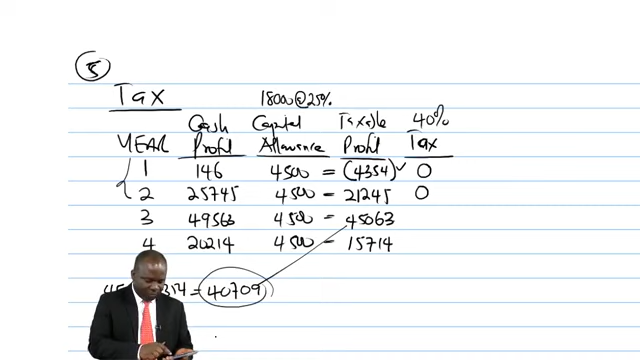 5
Tax 18000@25%
Cash Capital Taxable 40%
YEAR Profit Allowance Profit Tax
1 146 4500 = (4354) ✓ 0
2 25745 4500 = 21245 0
3 49563 4500 = 45063
4 20214 4500 = 15714
= 40709